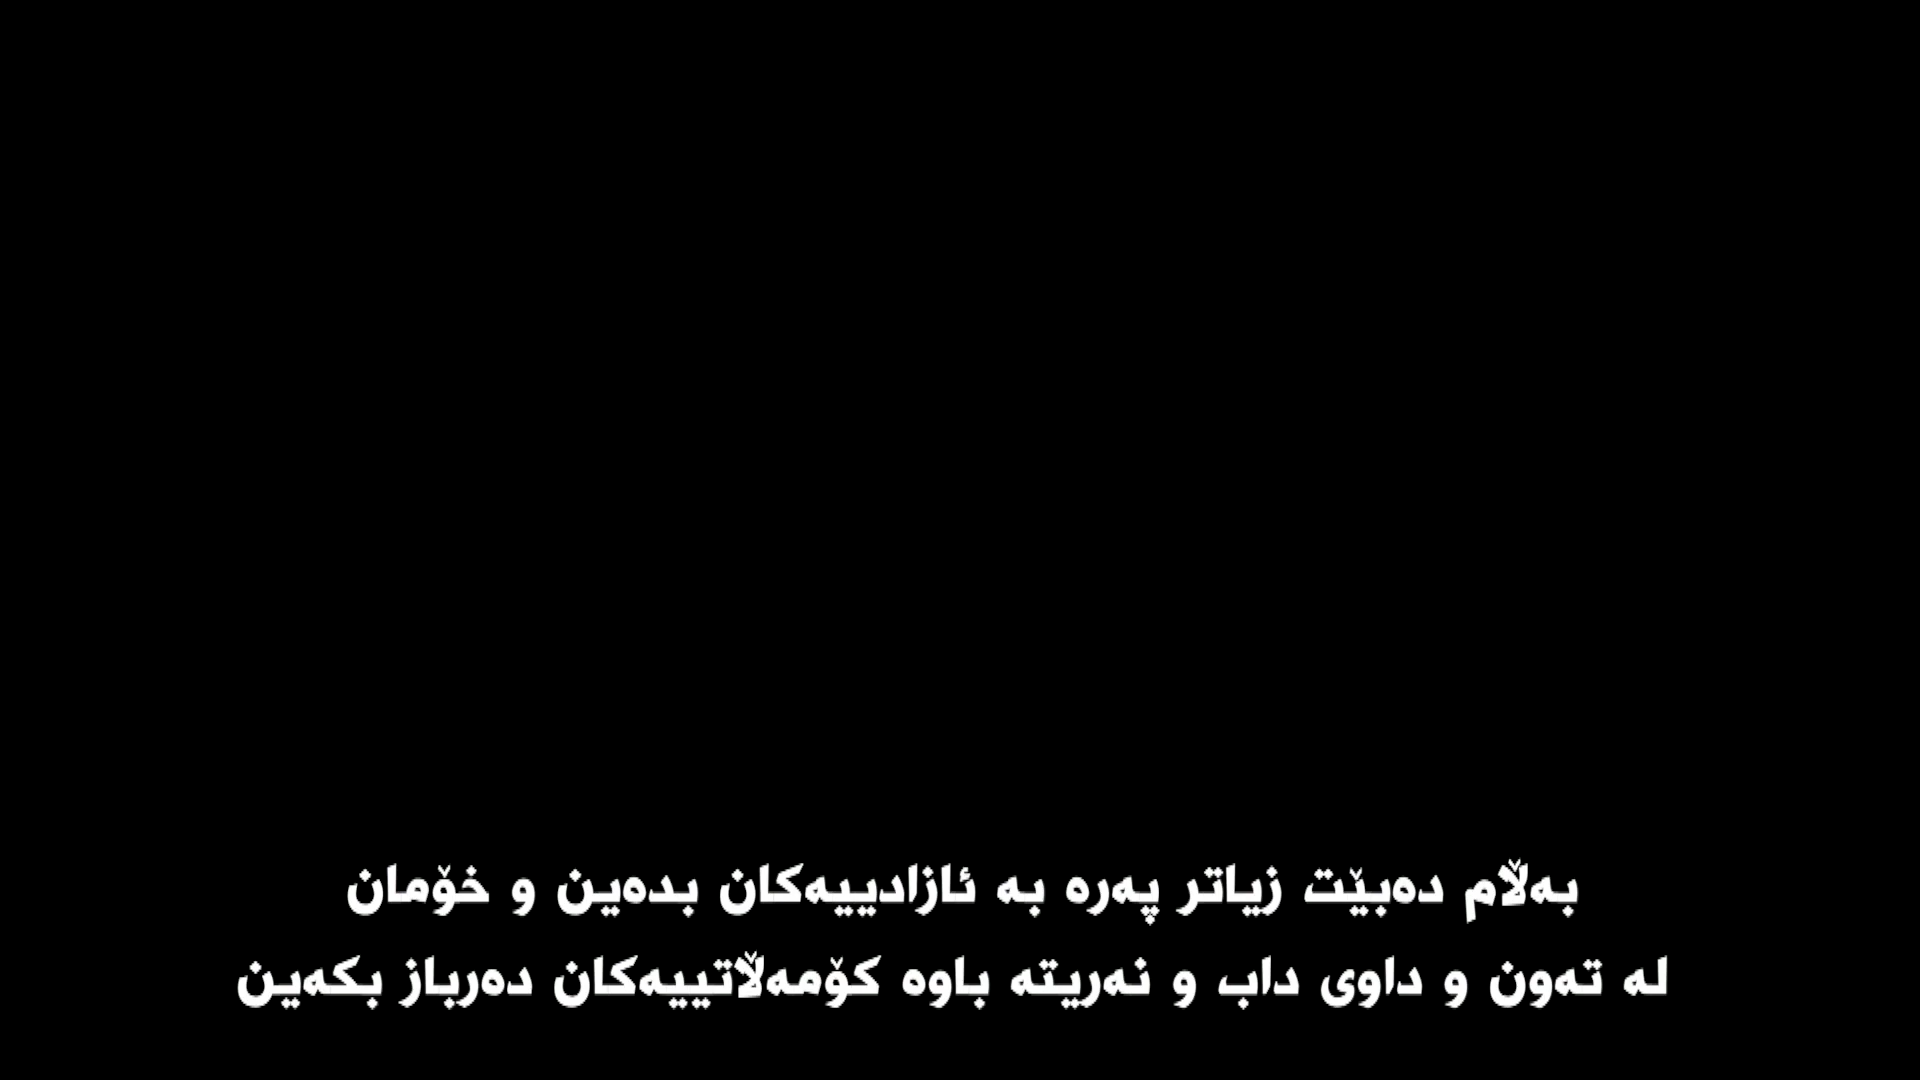 بەڵام دەبێت زیاتر پەرە بە ئازادییەکان بدەین و خۆمان
لە تەون و داوی داب و نەریتە باوە کۆمەڵاتییەکان دەرباز بکەین